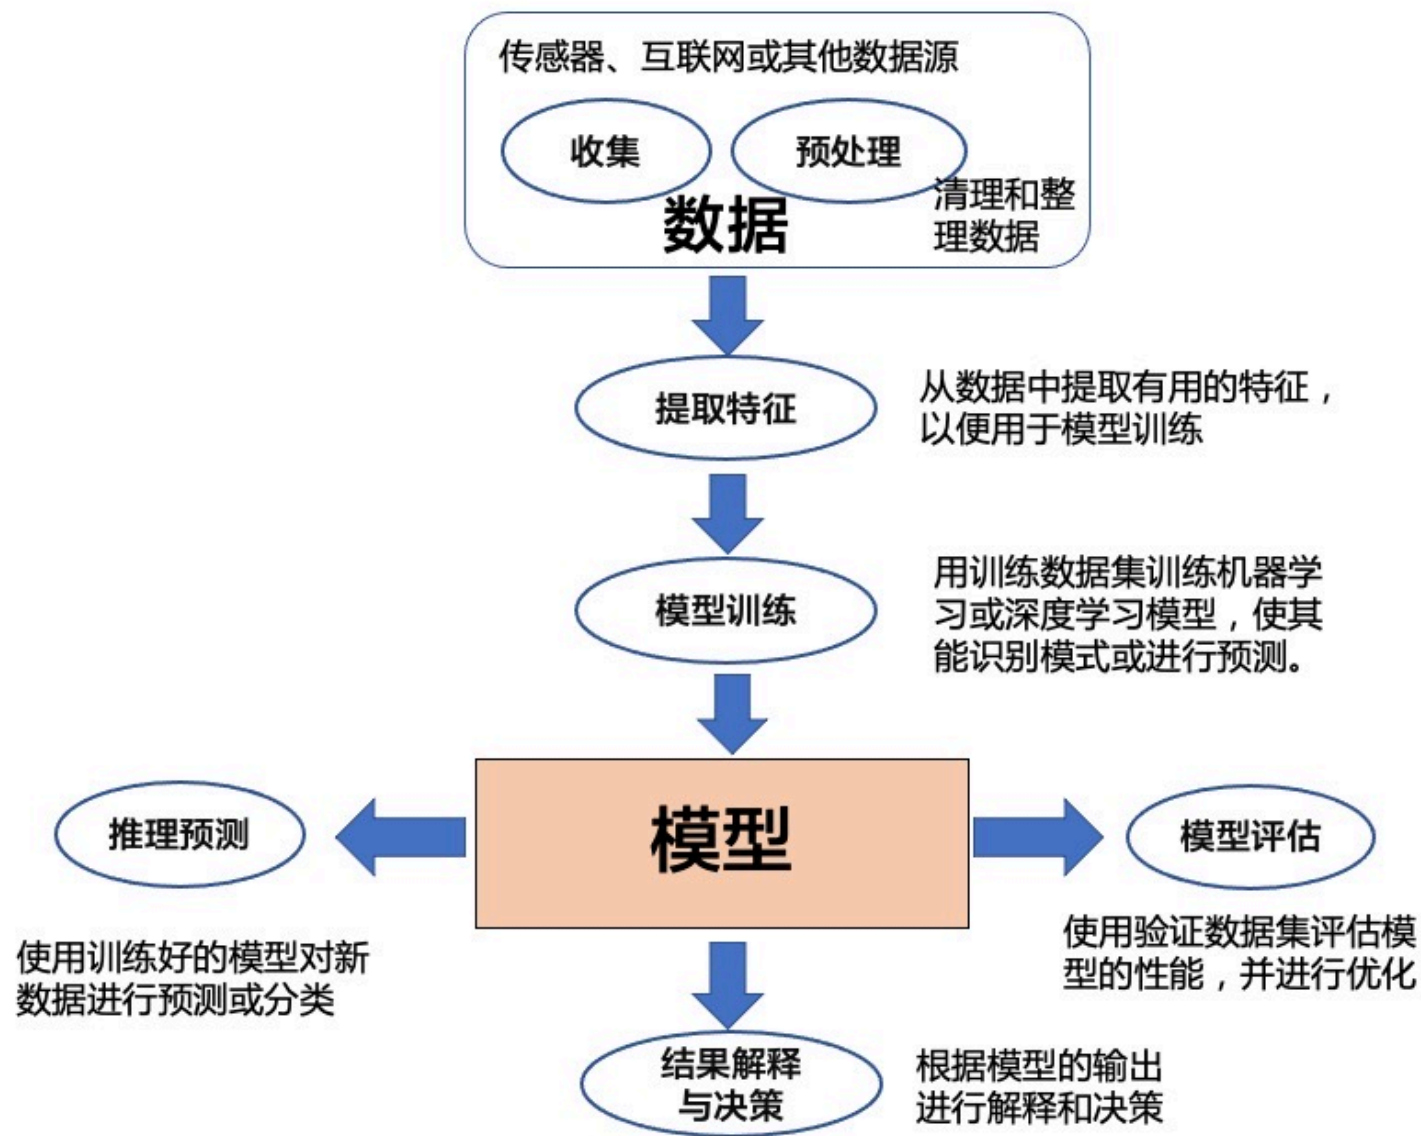 传感器、互联网或其他数据源
收集
预处理
清理和整
理数据
数据
提取特征
从数据中提取有用的特征，
以便用于模型训练
模型训练
用训练数据集训练机器学
习或深度学习模型，使其
能识别模式或进行预测。
模型
推理预测
使用训练好的模型对新
数据进行预测或分类
模型评估
使用验证数据集评估模
型的性能，并进行优化
结果解释
与决策
根据模型的输出
进行解释和决策